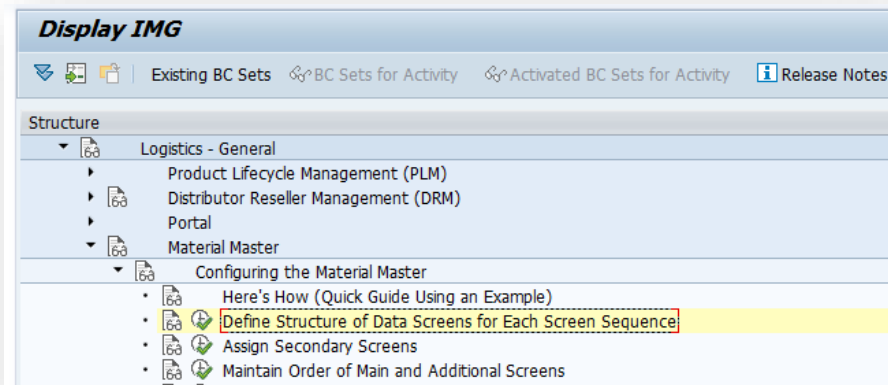 Display IMG
Existing BC Sets BC Sets for Activity Activated BC Sets for Activity Release Notes
Structure
Logistics - General
Product Lifecycle Management (PLM)
Distributor Reseller Management (DRM)
Portal
Material Master
Configuring the Material Master
Here's How (Quick Guide Using an Example)
Define Structure of Data Screens for Each Screen Sequence
Assign Secondary Screens
Maintain Order of Main and Additional Screens